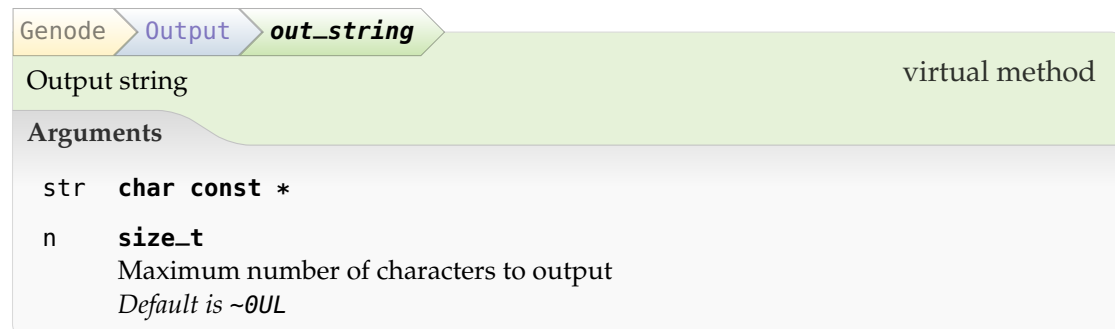 Genode Output out_string
Output string virtual method
Arguments
str char const *
n size_t
Maximum number of characters to output
Default is ~0UL